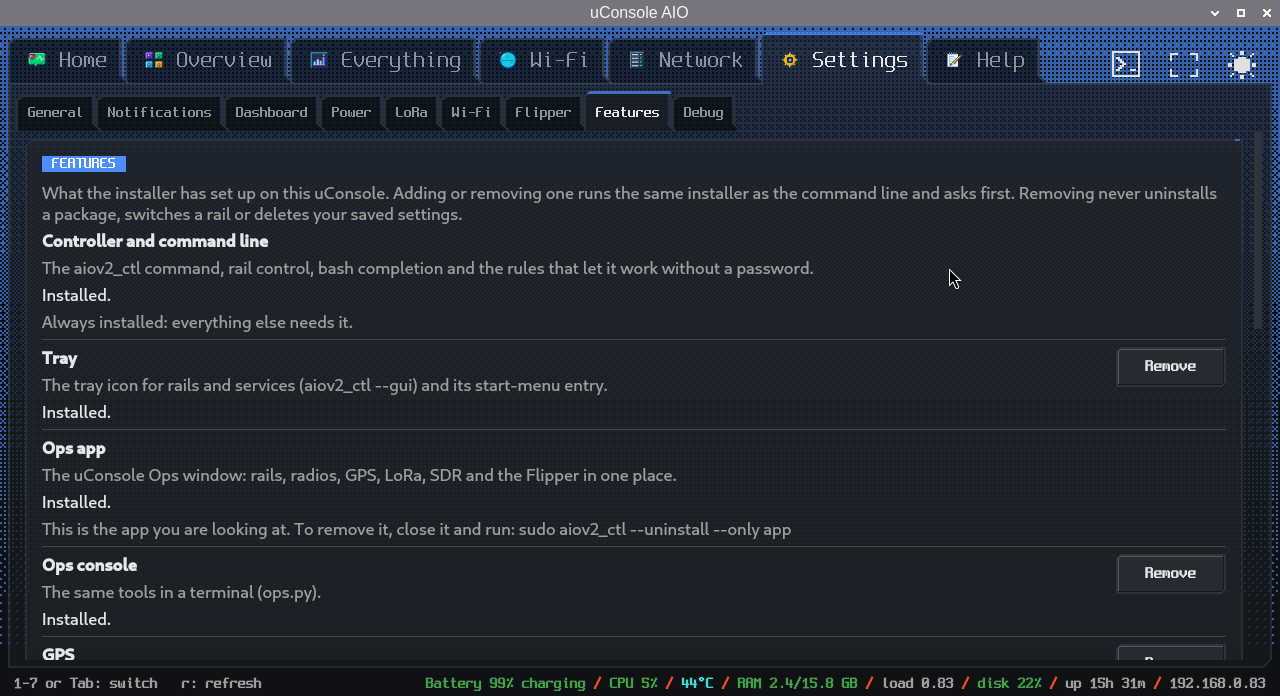 uConsole AIO
Home Overview Everything Wi-Fi Network Settings Help
General Notifications Dashboard Power LoRa Wi-Fi Flipper Features Debug
FEATURES
What the installer has set up on this uConsole. Adding or removing one runs the same installer as the command line and asks first. Removing never uninstalls
a package, switches a rail or deletes your saved settings.
Controller and command line
The aiov2_ctl command, rail control, bash completion and the rules that let it work without a password.
Installed.
Always installed: everything else needs it.
Tray
Remove
The tray icon for rails and services (aiov2_ctl --gui) and its start-menu entry.
Installed.
Ops app
The uConsole Ops window: rails, radios, GPS, LoRa, SDR and the Flipper in one place.
Installed.
This is the app you are looking at. To remove it, close it and run: sudo aiov2_ctl --uninstall --only app
Ops console
Remove
The same tools in a terminal (ops.py).
Installed.
GPS
1-7 or Tab: switch r: refresh Battery 99% charging / CPU 5% / 44°C / RAM 2.4/15.8 GB / load 0.83 / disk 22% / up 15h 31m / 192.168.0.83